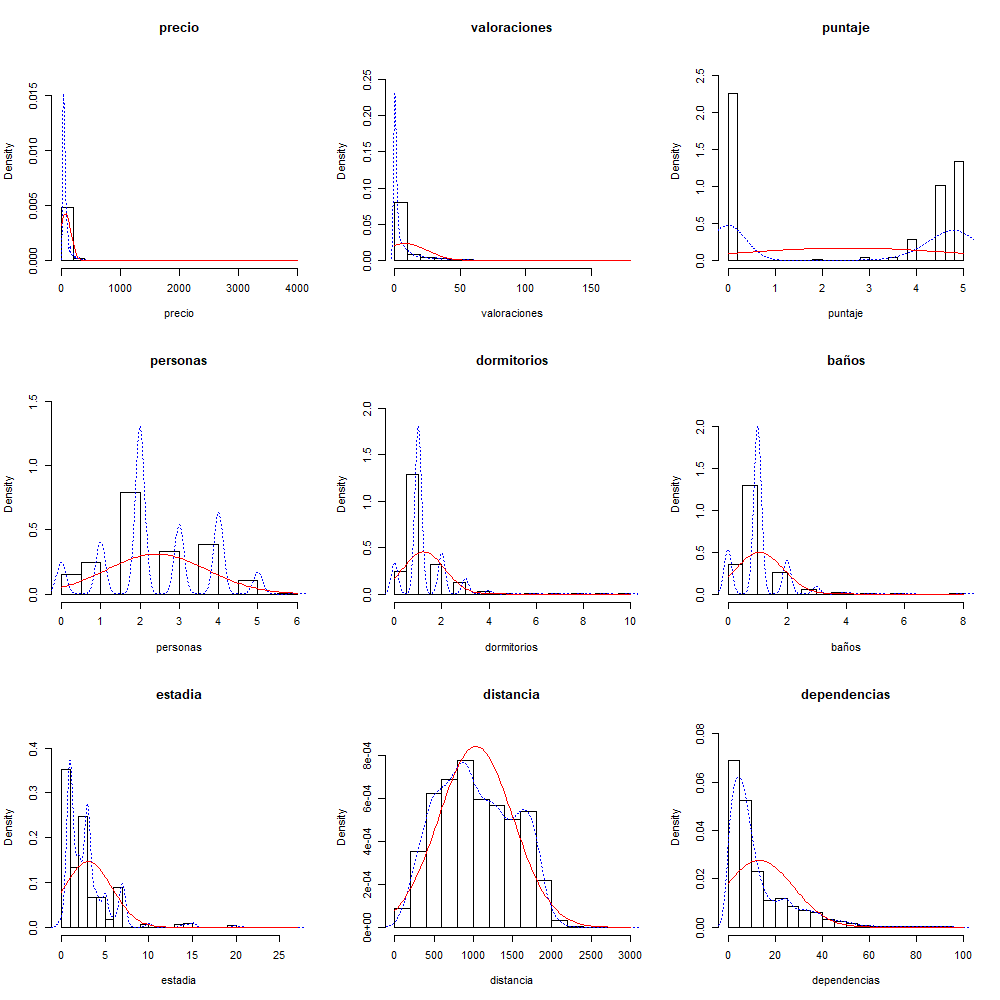 precio
Density
0.000 0.005 0.010 0.015
0 1000 2000 3000 4000
precio
valoraciones
Density
0.00 0.05 0.10 0.15 0.20 0.25
0 50 100 150
valoraciones
puntaje
Density
0.0 0.5 1.0 1.5 2.0 2.5
0 1 2 3 4 5
puntaje
personas
Density
0.0 0.5 1.0 1.5
0 1 2 3 4 5 6
personas
dormitorios
Density
0.0 0.5 1.0 1.5 2.0
0 2 4 6 8 10
dormitorios
baños
Density
0.0 0.5 1.0 1.5 2.0
0 2 4 6 8
baños
estadia
Density
0.0 0.1 0.2 0.3 0.4
0 5 10 15 20 25
estadia
distancia
Density
0e+00 2e-04 4e-04 6e-04 8e-04
0 500 1000 1500 2000 2500 3000
distancia
dependencias
Density
0.00 0.02 0.04 0.06 0.08
0 20 40 60 80 100
dependencias